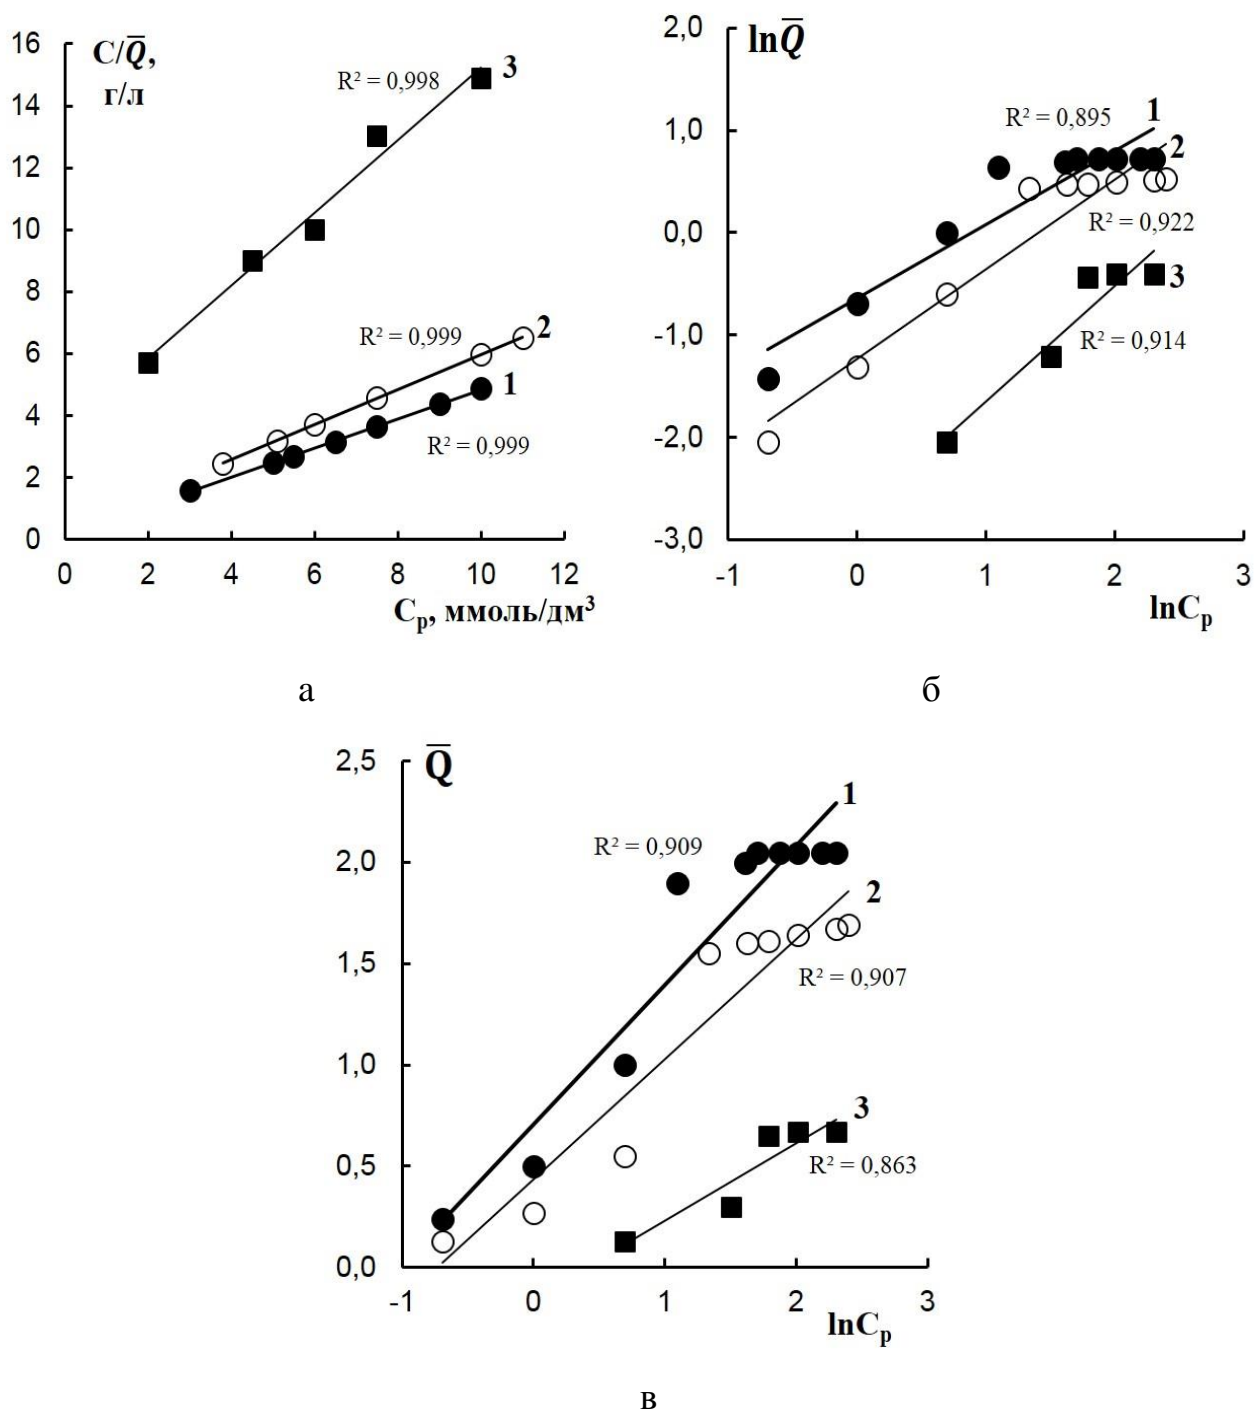 C/Q̅,
г/л
16
14
12
10
8
6
4
2
0
R² = 0,998
3
R² = 0,999
2
1
R² = 0,999
0 2 4 6 8 10 12
Cₚ, ммоль/дм³
а
lnQ̅
2,0
1,0
0,0
-1,0
-2,0
-3,0
R² = 0,895
1
2
R² = 0,922
3
R² = 0,914
-1 0 1 2 3
lnCₚ
б
Q̅
2,5
2,0
1,5
1,0
0,5
0,0
1
R² = 0,909
2
R² = 0,907
3
R² = 0,863
-1 0 1 2 3
lnCₚ
в